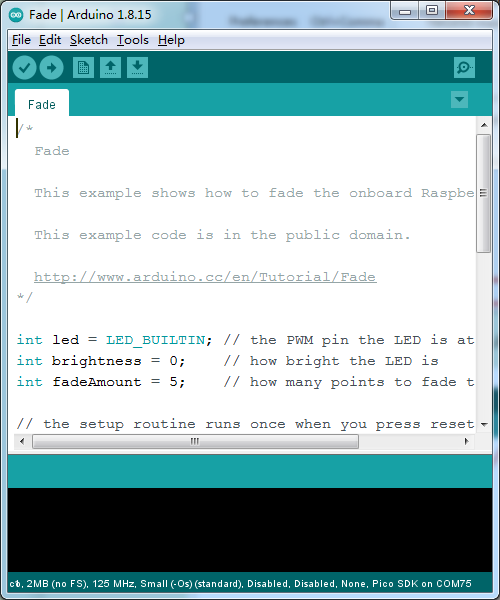 Fade | Arduino 1.8.15
File Edit Sketch Tools Help
Fade
/*
Fade
This example shows how to fade the onboard Raspbe
This example code is in the public domain.
http://www.arduino.cc/en/Tutorial/Fade
*/
int led = LED_BUILTIN; // the PWM pin the LED is at
int brightness = 0; // how bright the LED is
int fadeAmount = 5; // how many points to fade t
// the setup routine runs once when you press reset
2MB (no FS), 125 MHz, Small (-Os) (standard), Disabled, Disabled, None, Pico SDK on COM75